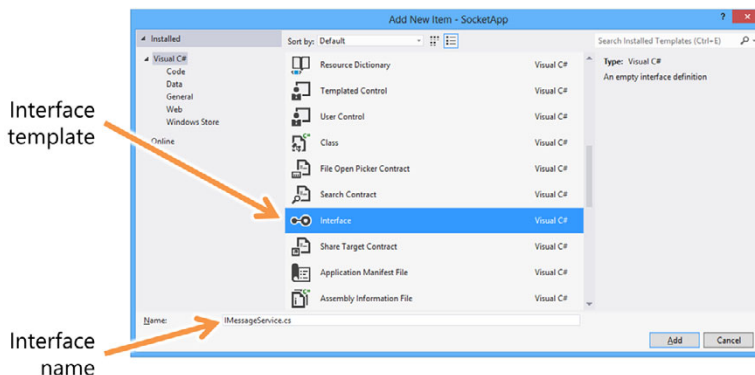 Add New Item - SocketApp
? ×
Installed
Sort by: Default
Search Installed Templates (Ctrl+E)
Visual C#
Code
Data
General
Web
Windows Store
Online
Resource Dictionary Visual C#
Templated Control Visual C#
User Control Visual C#
Class Visual C#
File Open Picker Contract Visual C#
Search Contract Visual C#
Interface Visual C#
Share Target Contract Visual C#
Application Manifest File Visual C#
Assembly Information File Visual C#
Type: Visual C#
An empty interface definition
Interface
template
Name: IMessageService.cs
Add Cancel
Interface
name